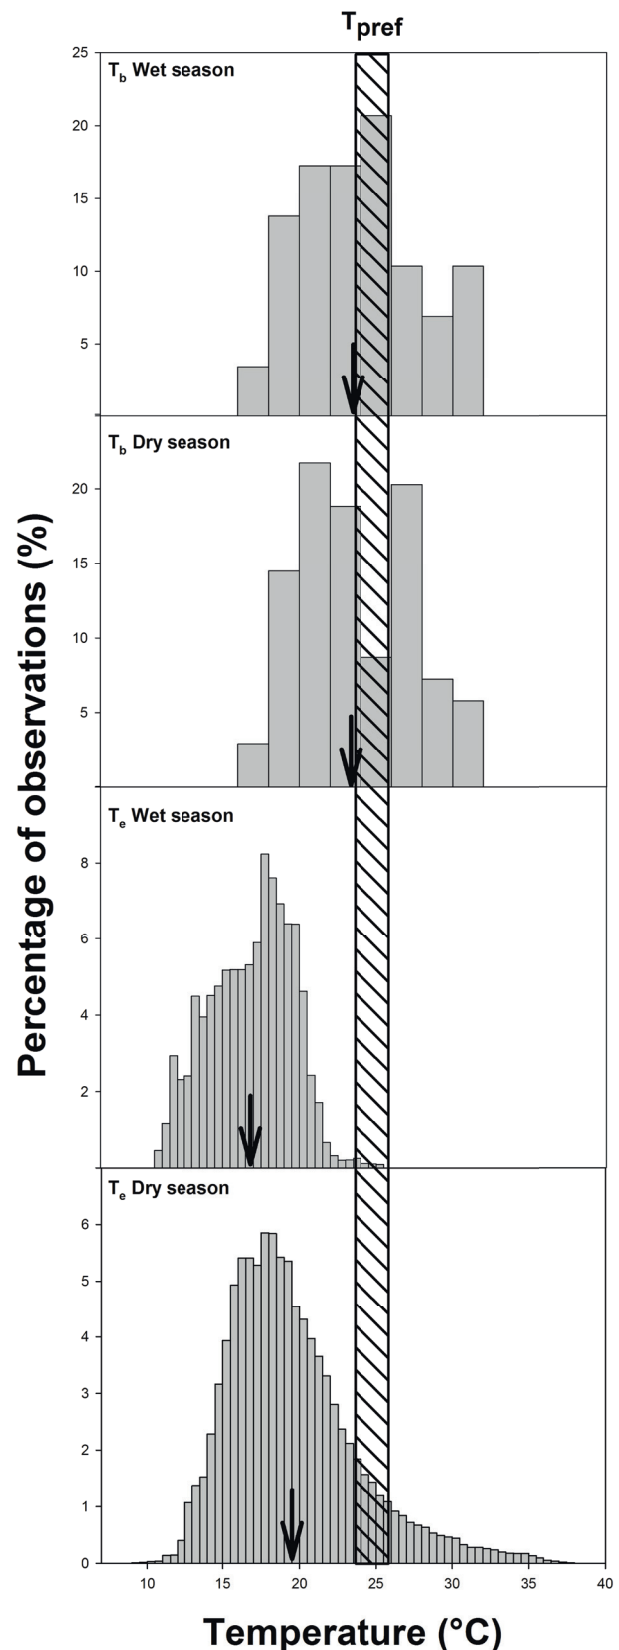 Tpref
25
Tb Wet season
20
15
10
5
Tb Dry season
20
15
10
5
Percentage of observations (%)
Te Wet season
8
6
4
2
Te Dry season
6
5
4
3
2
1
0
10 15 20 25 30 35 40
Temperature (°C)